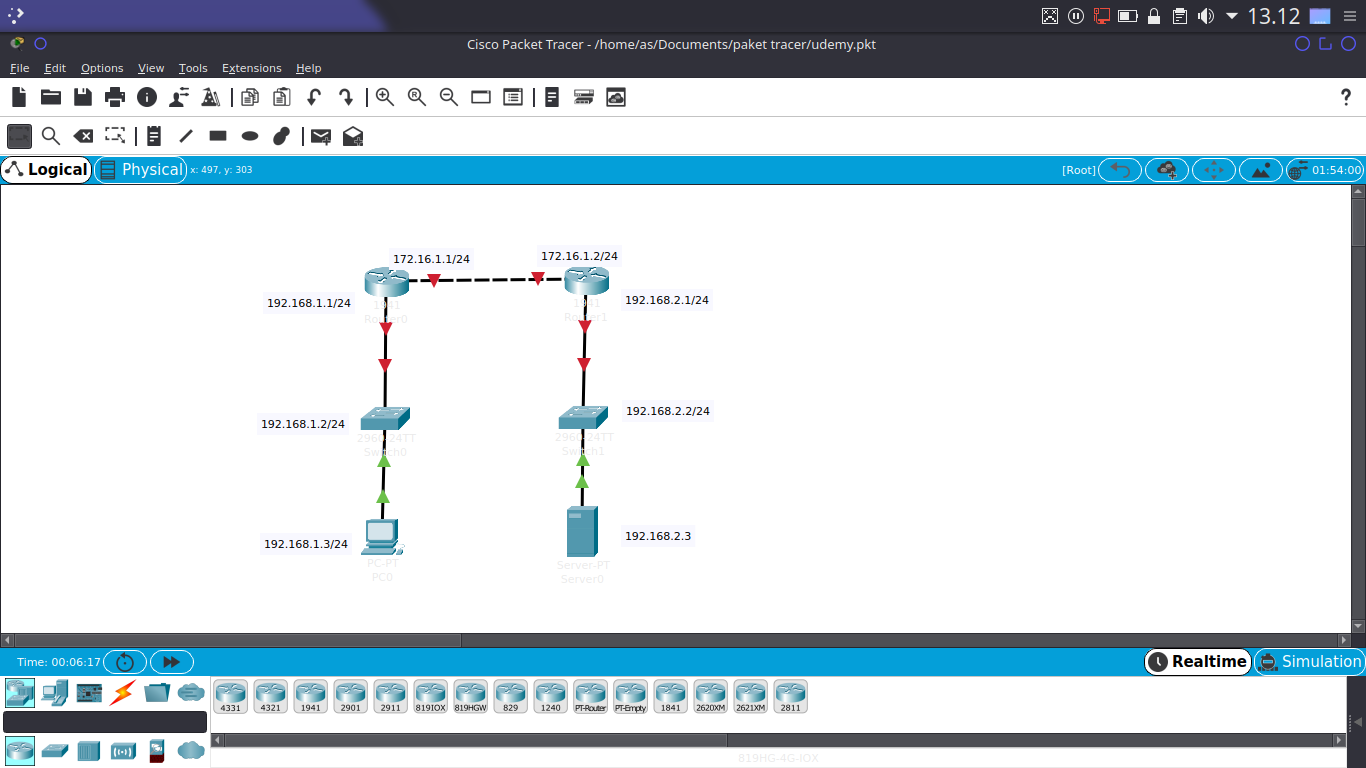 13.12
Cisco Packet Tracer - /home/as/Documents/paket tracer/udemy.pkt
File Edit Options View Tools Extensions Help
?
Logical Physical x: 497, y: 303 [Root] 01:54:00
172.16.1.1/24 172.16.1.2/24
192.168.1.1/24 192.168.2.1/24
Router0 Router1
192.168.1.2/24 192.168.2.2/24
2960-24TT 2960-24TT
Switch0 Switch1
192.168.1.3/24 192.168.2.3
PC-PT Server-PT
PC0 Server0
Time: 00:06:17 Realtime Simulation
4331 4321 1941 2901 2911 819IOX 819HGW 829 1240 PT-Router PT-Empty 1841 2620XM 2621XM 2811
819HG-4G-IOX